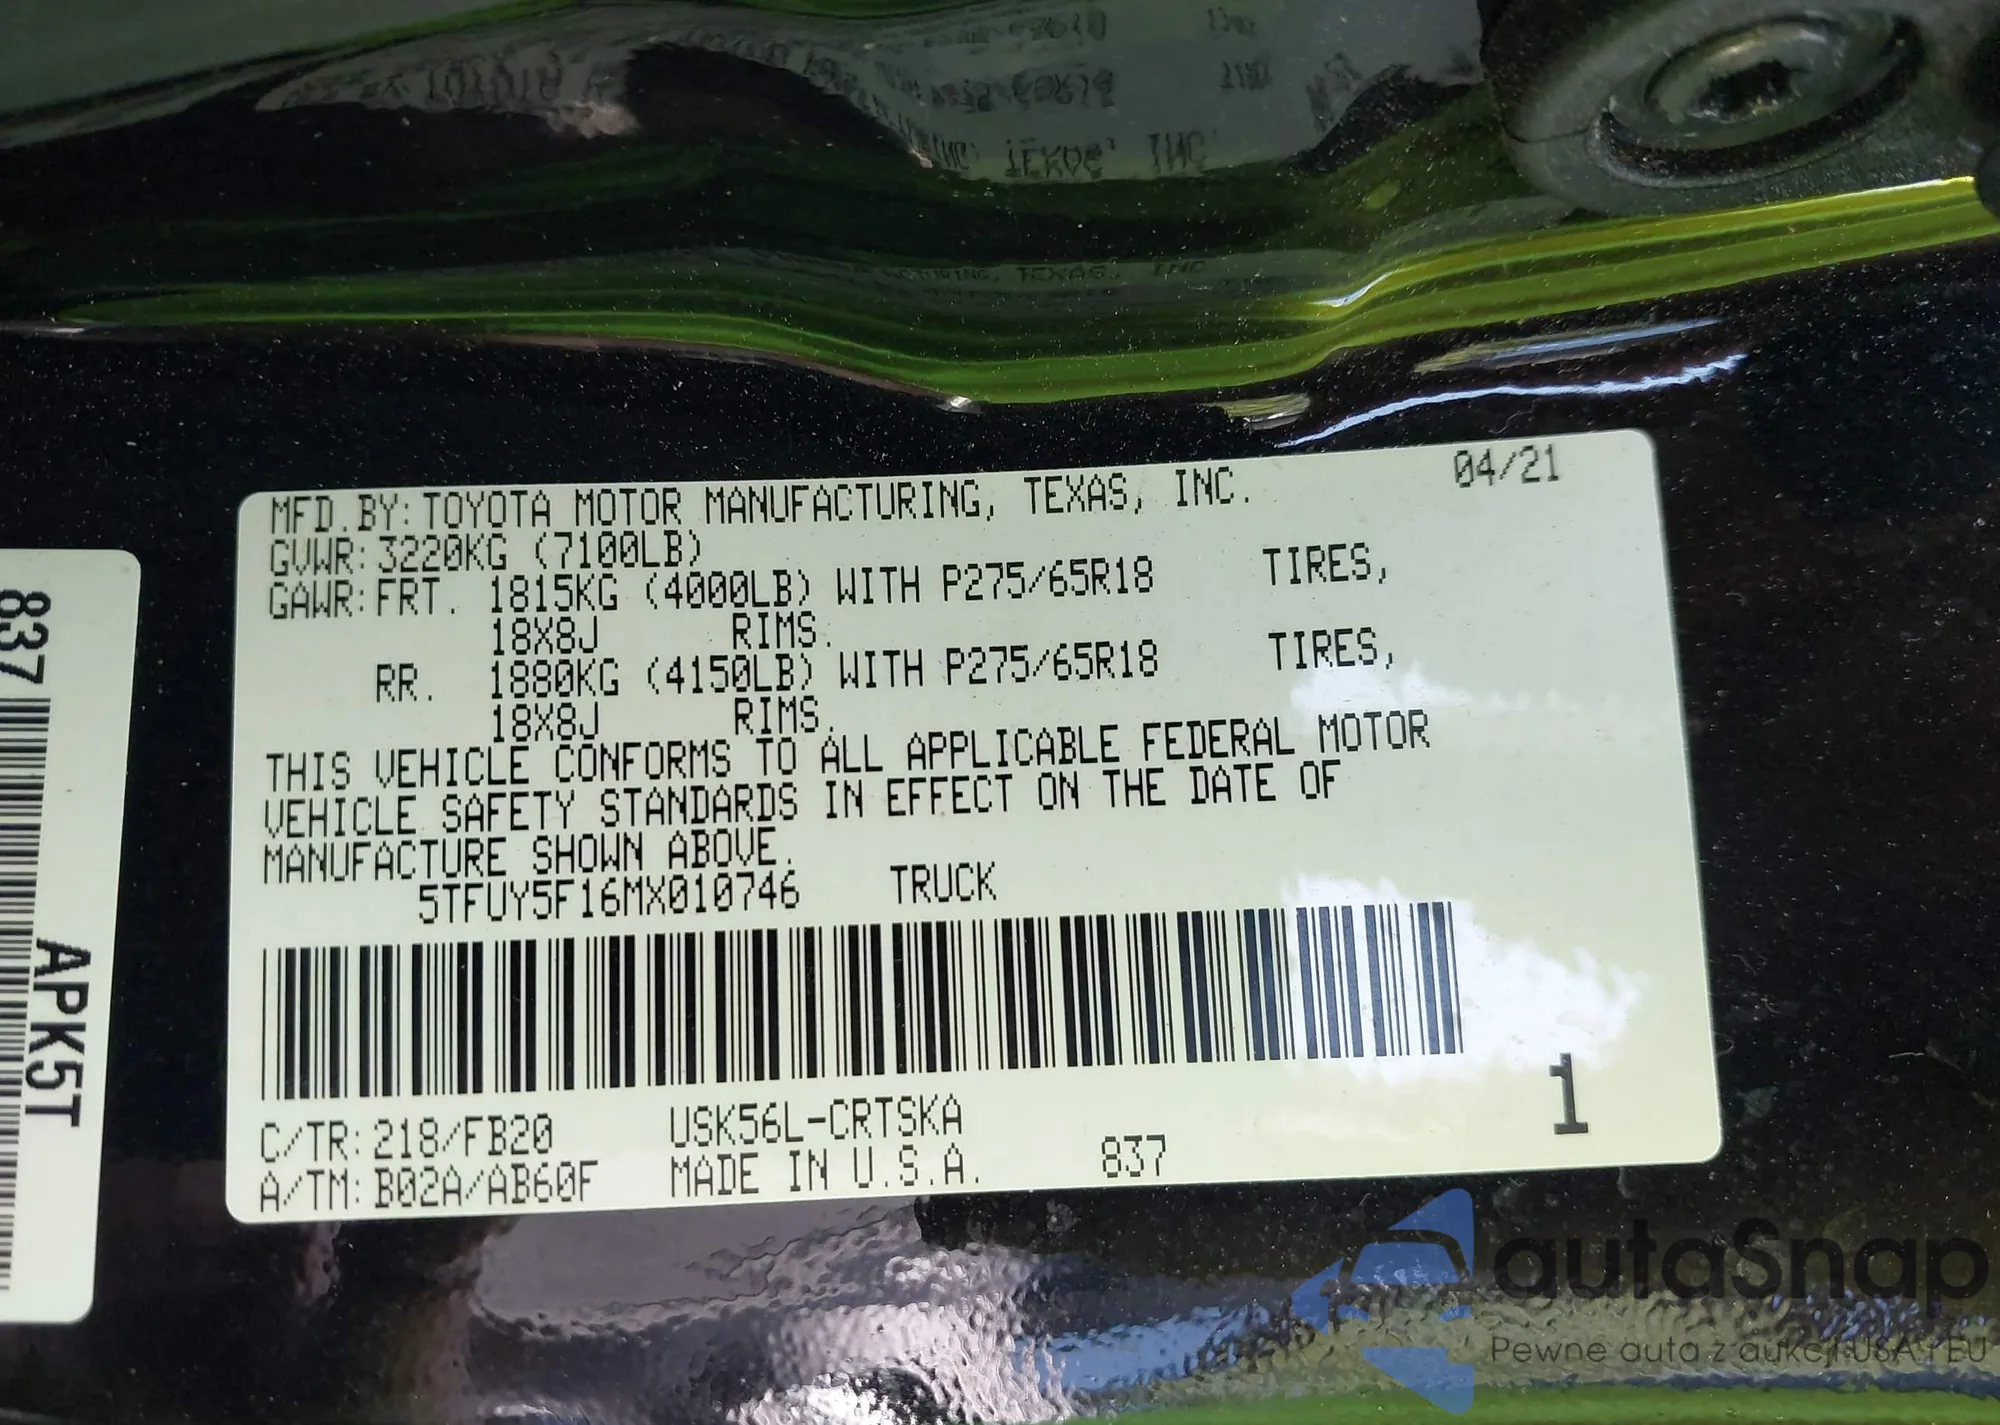 MFD.BY:TOYOTA MOTOR MANUFACTURING, TEXAS, INC. 04/21
GVWR:3220KG (7100LB)
GAWR:FRT. 1815KG (4000LB) WITH P275/65R18 TIRES,
18X8J RIMS.
RR. 1880KG (4150LB) WITH P275/65R18 TIRES,
18X8J RIMS.
THIS VEHICLE CONFORMS TO ALL APPLICABLE FEDERAL MOTOR
VEHICLE SAFETY STANDARDS IN EFFECT ON THE DATE OF
MANUFACTURE SHOWN ABOVE.
5TFUY5F16MX010746 TRUCK
C/TR:218/FB20 USK56L-CRTSKA
A/TM:B02A/AB60F MADE IN U.S.A. 837 1
837
837 APK5T
autaSnap
Pewne auta z aukcji USA i EU